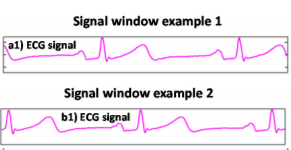 Signal window example 1
a1) ECG signal
Signal window example 2
b1) ECG signal